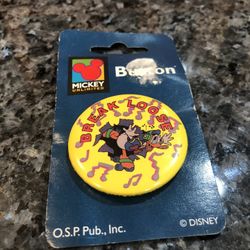 Button
MICKEY
UNLIMITED
BREAK LOOSE
O.S.P. Pub., Inc.
© DISNEY